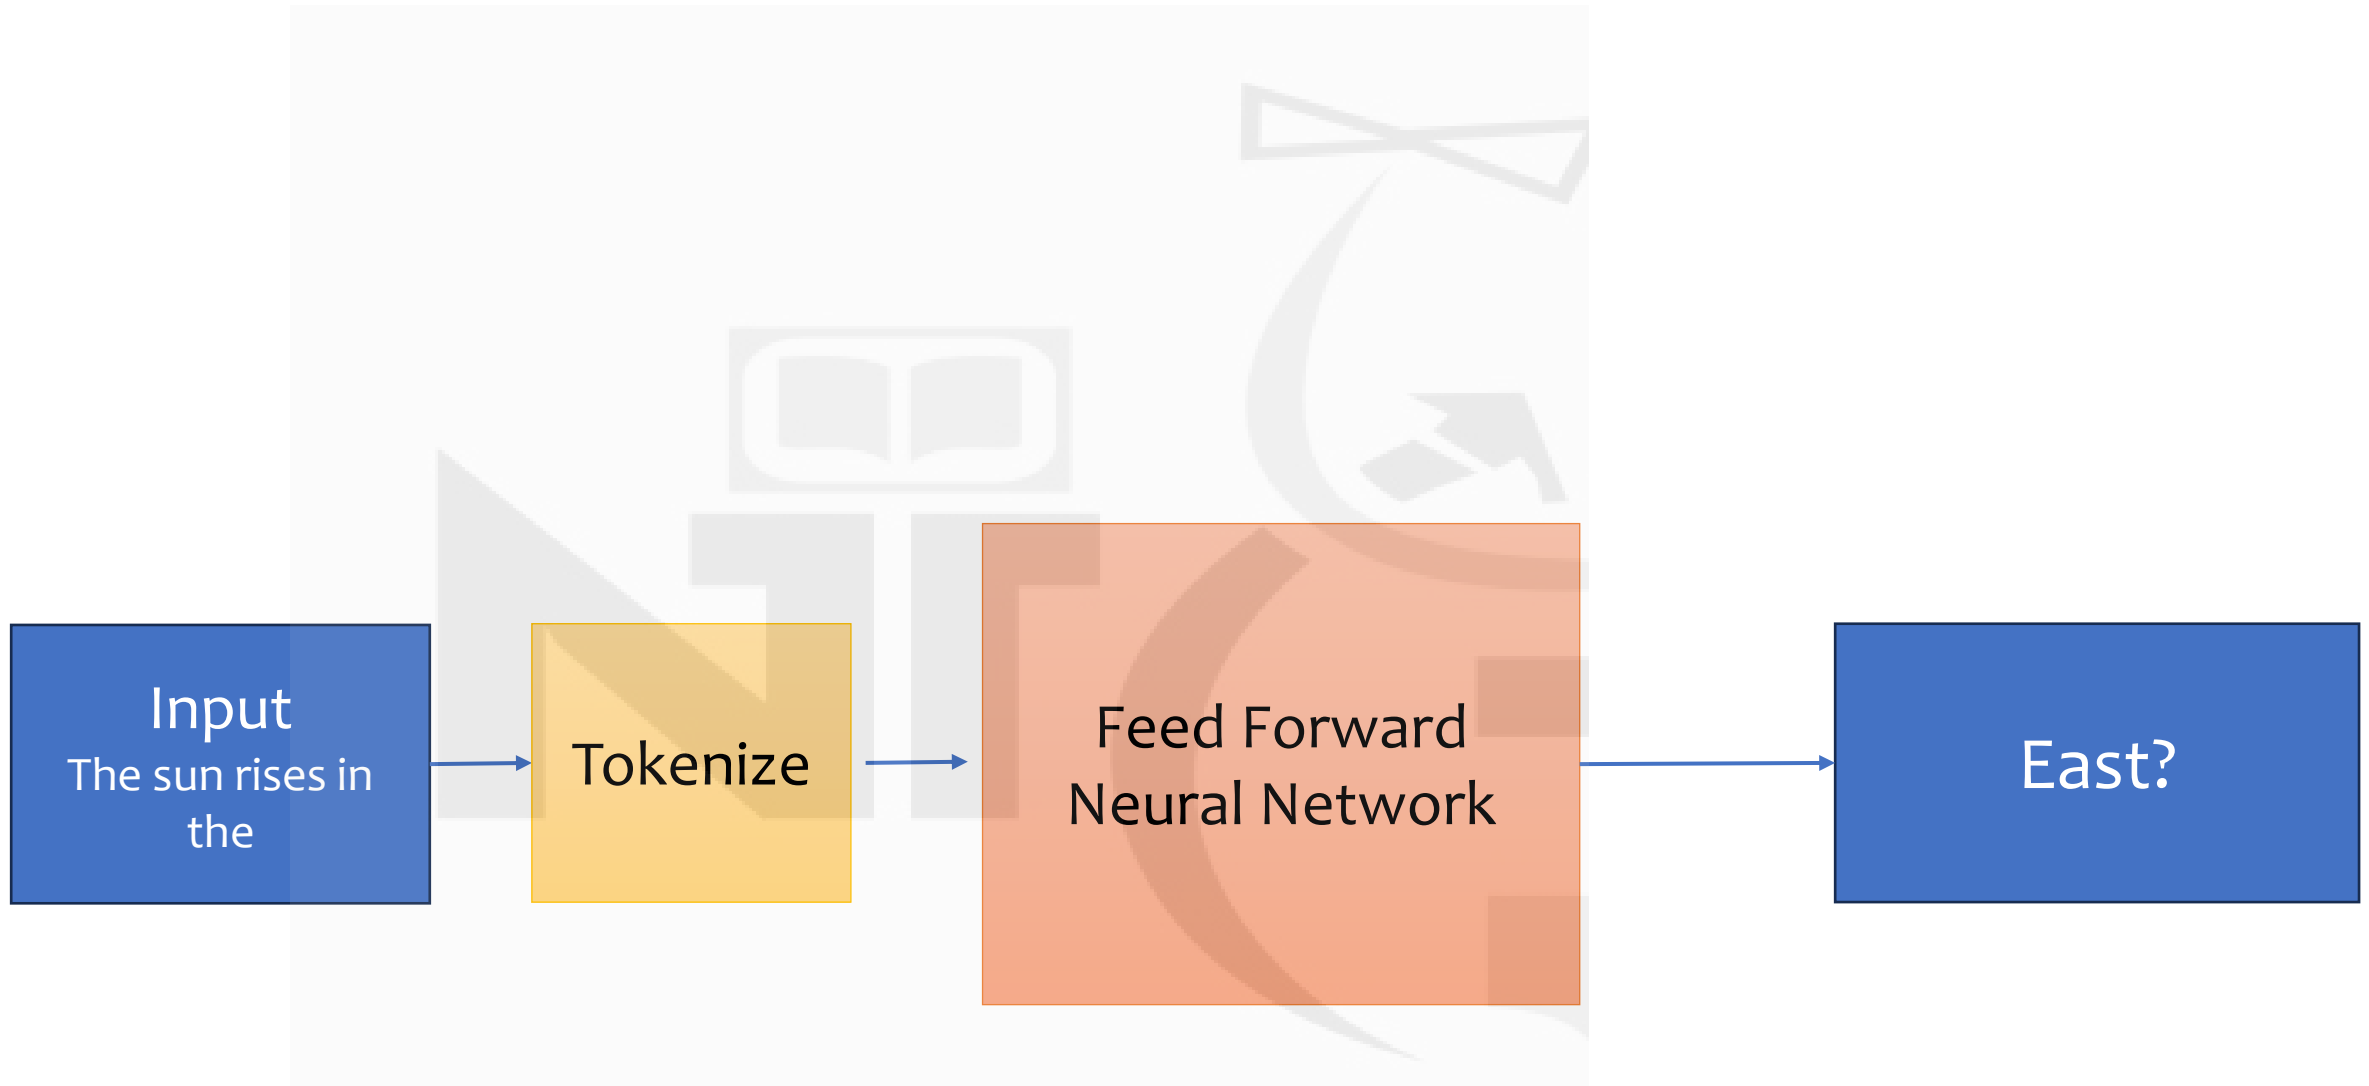 Input
The sun rises in
the
Tokenize
Feed Forward
Neural Network
East?